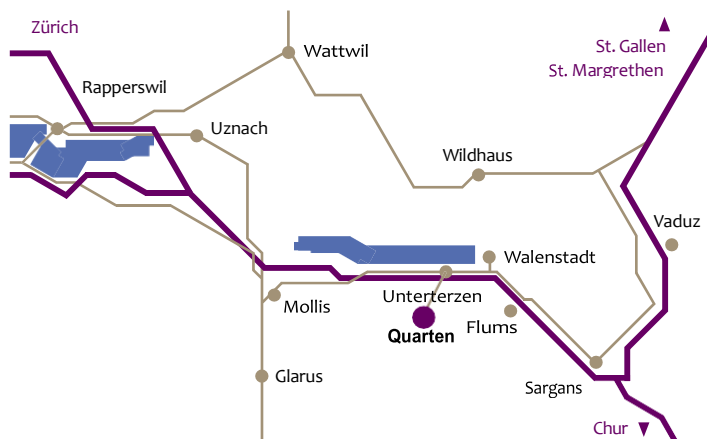 Zürich
St. Gallen
Wattwil
St. Margrethen
Rapperswil
Uznach
Wildhaus
Vaduz
Walenstadt
Unterterzen
Mollis
Flums
Quarten
Glarus
Sargans
Chur